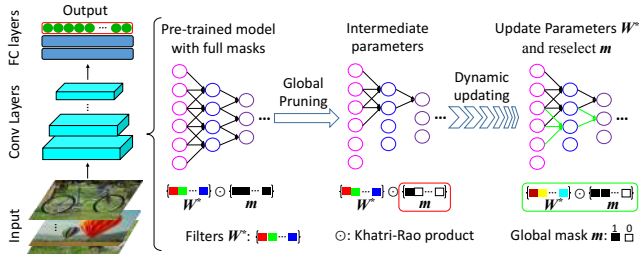 Output
FC layers
Conv Layers
Input
Pre-trained model
with full masks
Global
Pruning
Intermediate
parameters
Dynamic
updating
Update Parameters W*
and reselect m
{ ··· } ⊙ { ··· }
W* m
{ ··· } ⊙ { ··· }
W* m
{ ··· } ⊙ { ··· }
W* m
Filters W*: { ··· }
⊙: Khatri-Rao product
Global mask m: 1 0